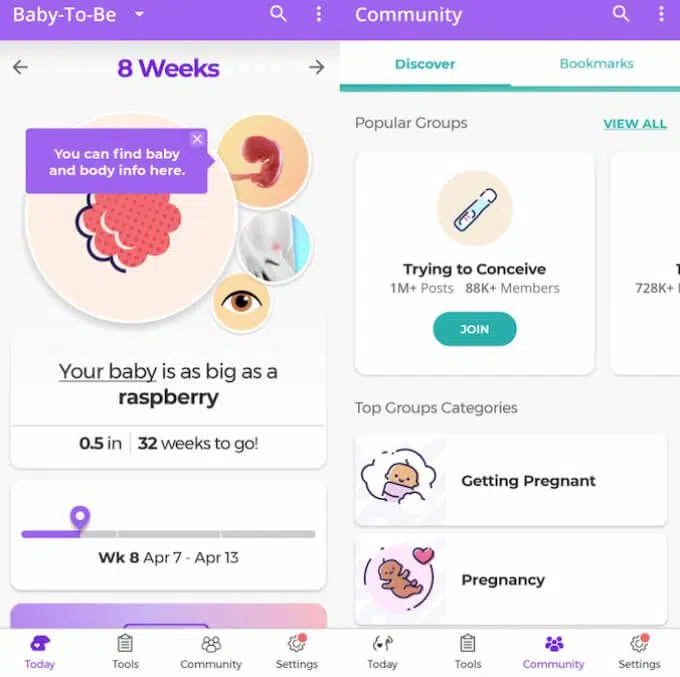 Baby-To-Be
8 Weeks
You can find baby
and body info here.
Your baby is as big as a
raspberry
0.5 in 32 weeks to go!
Wk 8 Apr 7 - Apr 13
Today Tools Community Settings
Community
Discover Bookmarks
Popular Groups VIEW ALL
Trying to Conceive
1M+ Posts 88K+ Members
728K+
JOIN
Top Groups Categories
Getting Pregnant
Pregnancy
Today Tools Community Settings